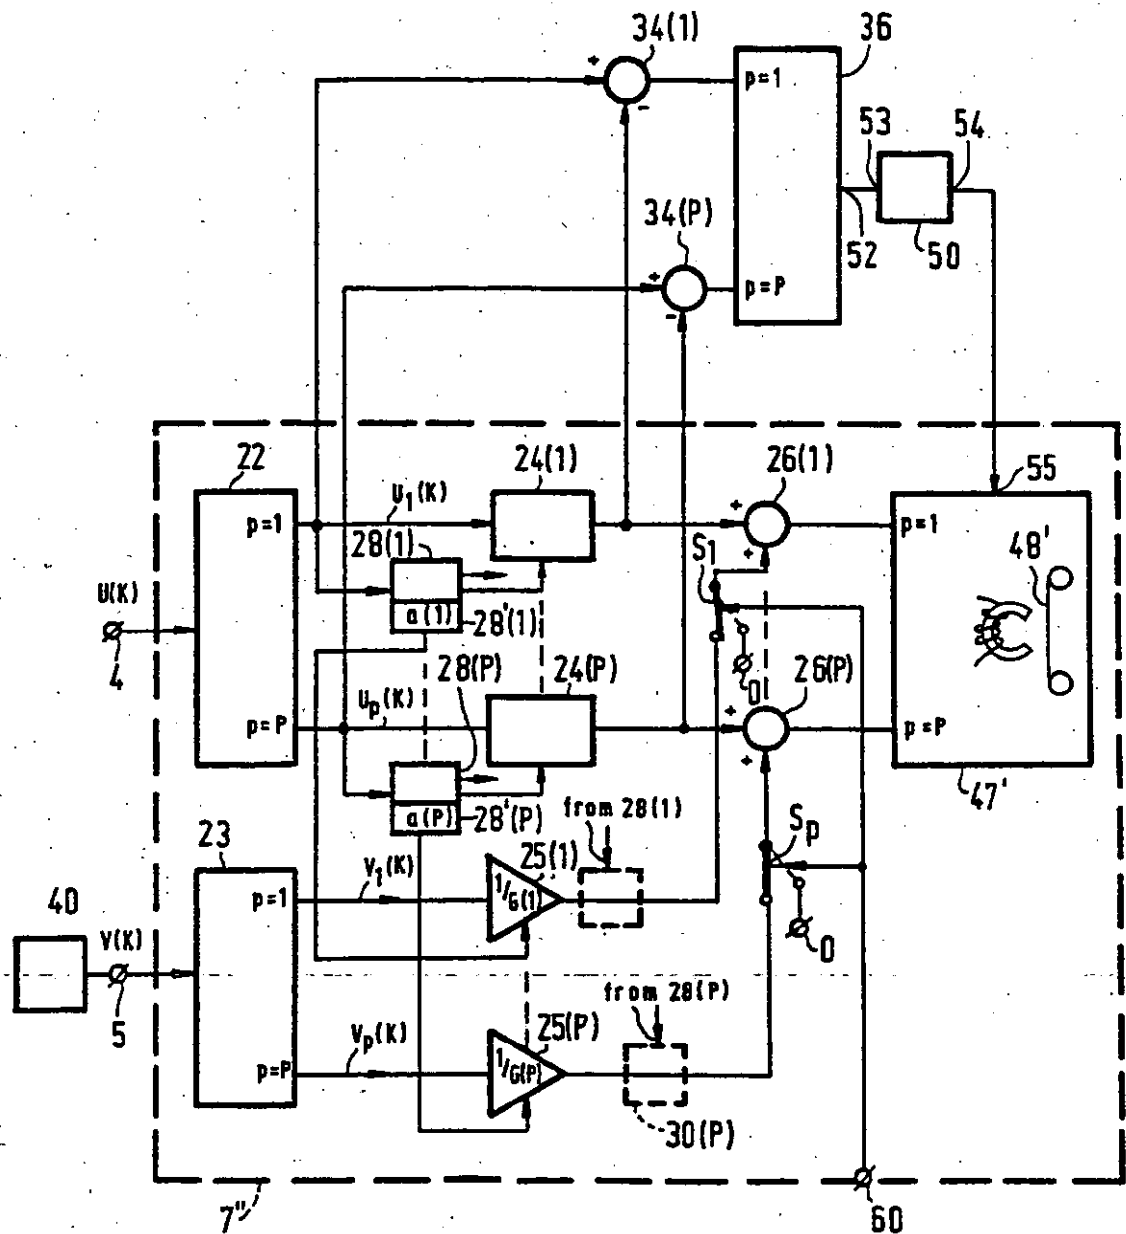 34(1)
36
+
-
p=1
53
54
34(P)
+
-
p=P
52
50
22
24(1)
26(1)
55
U₁(K)
p=1
+
+
p=1
28(1)
S₁
48'
U(K)
a(1)
28'(1)
4
28(P)
24(P)
0
26(P)
Uₚ(K)
p=P
+
+
p=P
a(P)
28'(P)
from 28(1)
47'
Sₚ
23
25(1)
V₁(K)
p=1
1/G(1)
40
V(K)
0
5
from 28(P)
Vₚ(K)
25(P)
p=P
1/G(P)
30(P)
7"
60